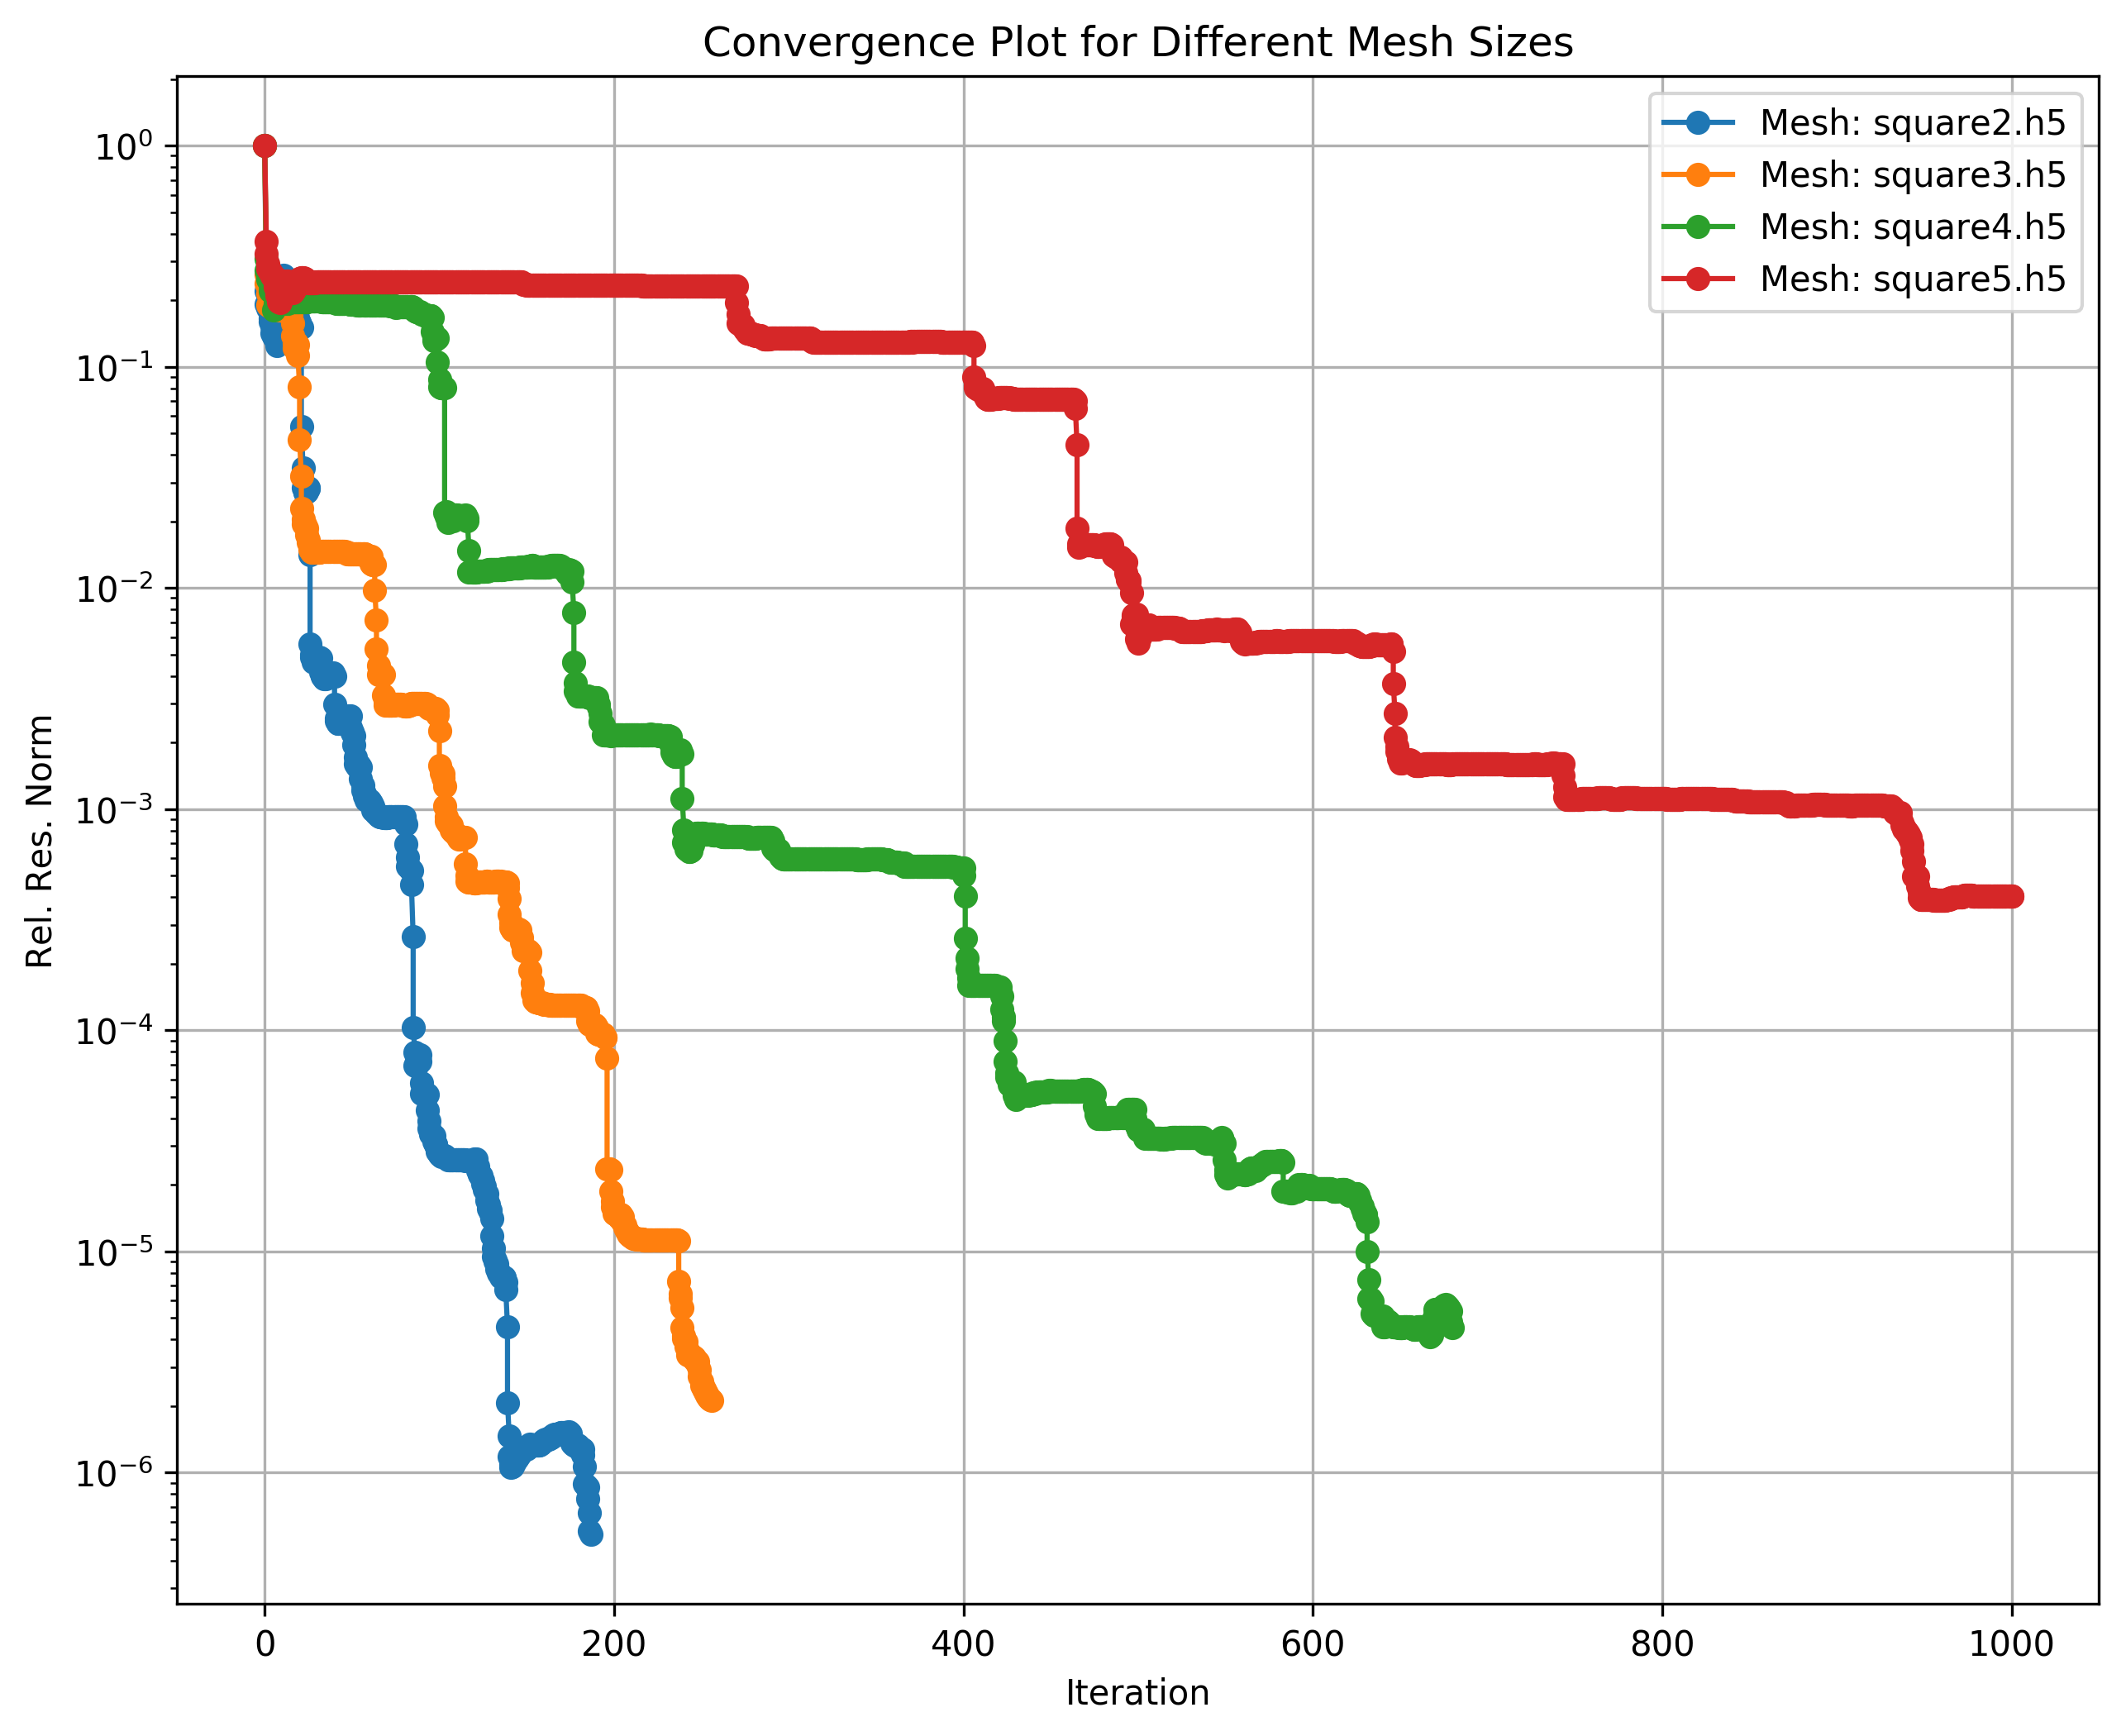 Convergence Plot for Different Mesh Sizes
Mesh: square2.h5
Mesh: square3.h5
Mesh: square4.h5
Mesh: square5.h5
Rel. Res. Norm
10⁰
10⁻¹
10⁻²
10⁻³
10⁻⁴
10⁻⁵
10⁻⁶
0 200 400 600 800 1000
Iteration